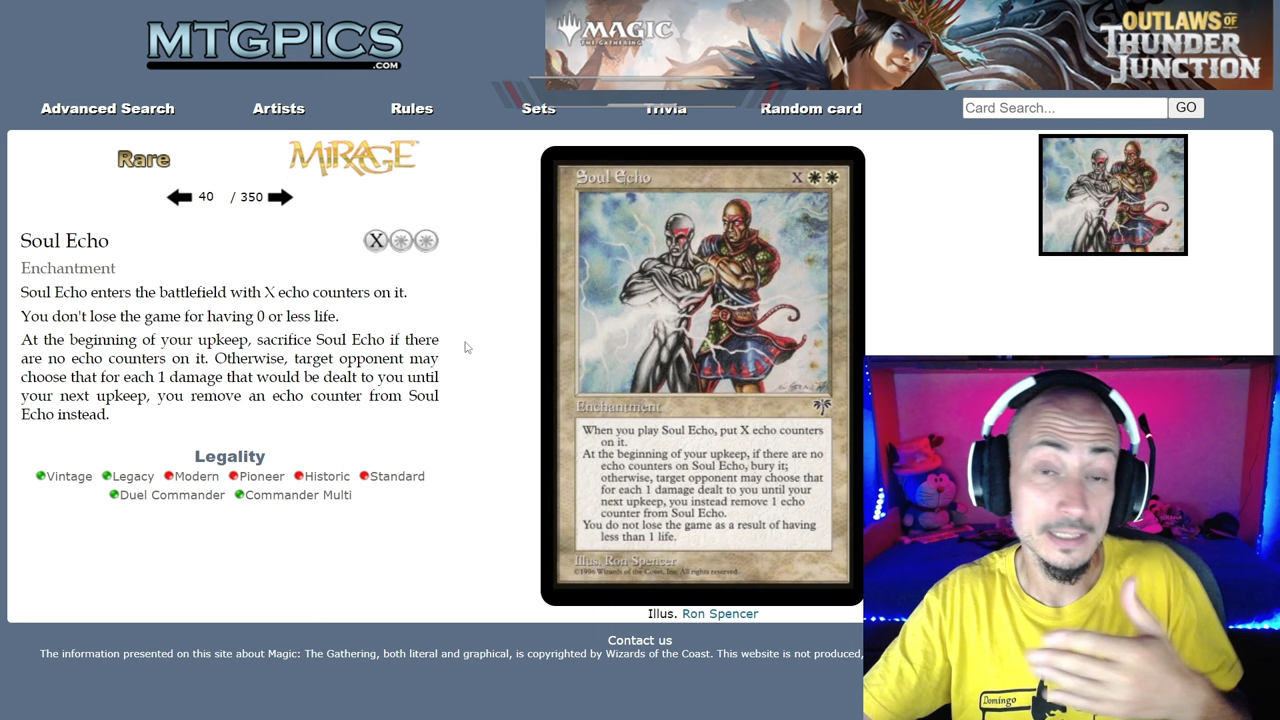 MTGPICS
.COM
MAGIC
THE GATHERING
OUTLAWS OF
THUNDER
JUNCTION
Advanced Search
Artists
Rules
Sets
Trivia
Random card
Card Search...
GO
Rare
MIRAGE
40 / 350
Soul Echo
X
Enchantment
Soul Echo enters the battlefield with X echo counters on it.
You don't lose the game for having 0 or less life.
At the beginning of your upkeep, sacrifice Soul Echo if there
are no echo counters on it. Otherwise, target opponent may
choose that for each 1 damage that would be dealt to you until
your next upkeep, you remove an echo counter from Soul
Echo instead.
Legality
Vintage Legacy Modern Pioneer Historic Standard
Duel Commander Commander Multi
Soul Echo X
Enchantment
When you play Soul Echo, put X echo counters
on it.
At the beginning of your upkeep, if there are no
echo counters on Soul Echo, bury it;
otherwise, target opponent may choose that
for each 1 damage dealt to you until your
next upkeep, you instead remove 1 echo
counter from Soul Echo.
You do not lose the game as a result of having
less than 1 life.
Illus. Ron Spencer
©1996 Wizards of the Coast, Inc. All rights reserved.
Illus. Ron Spencer
Contact us
The information presented on this site about Magic: The Gathering, both literal and graphical, is copyrighted by Wizards of the Coast. This website is not produced,
Domingo